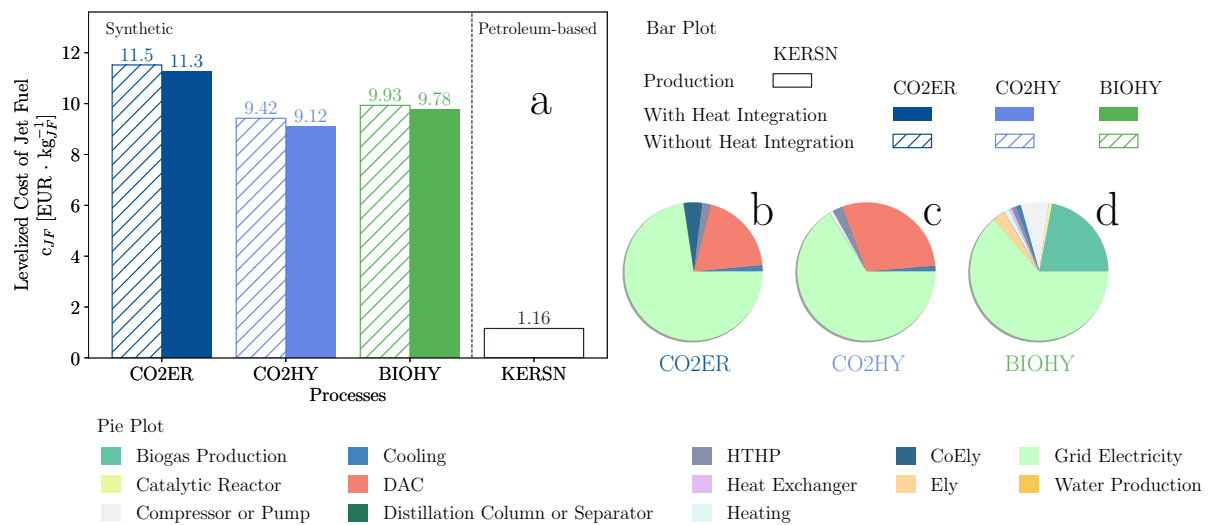 Synthetic
Petroleum-based
a
Levelized Cost of Jet Fuel
c_JF [EUR · kg_JF^-1]
12
10
8
6
4
2
0
11.5
11.3
9.42
9.12
9.93
9.78
1.16
CO2ER
CO2HY
BIOHY
KERSN
Processes
Bar Plot
KERSN
Production
CO2ER
CO2HY
BIOHY
With Heat Integration
Without Heat Integration
b
c
d
CO2ER
CO2HY
BIOHY
Pie Plot
Biogas Production
Catalytic Reactor
Compressor or Pump
Cooling
DAC
Distillation Column or Separator
HTHP
Heat Exchanger
Heating
CoEly
Ely
Grid Electricity
Water Production